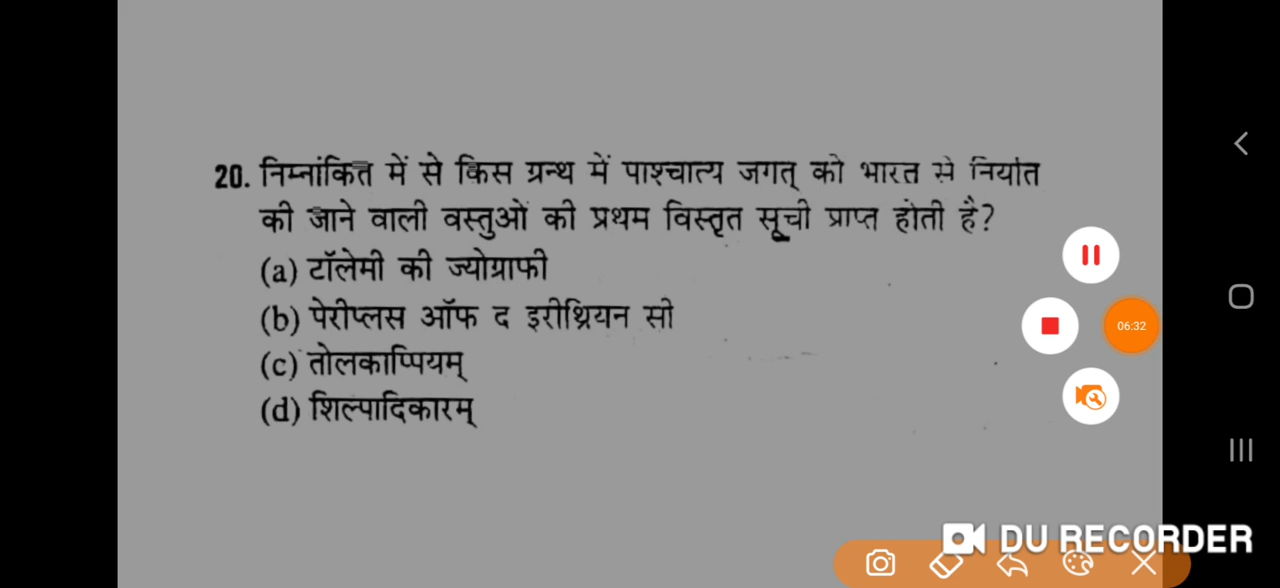 20. निम्नांकित में से किस ग्रन्थ में पाश्चात्य जगत् को भारत से निर्यात
की जाने वाली वस्तुओं की प्रथम विस्तृत सूची प्राप्त होती है?
(a) टॉलेमी की ज्योग्राफी
(b) पेरीप्लस ऑफ द इरीथ्रियन सी
(c) तोलकाप्पियम्
(d) शिल्पादिकारम्
06:32
DU RECORDER